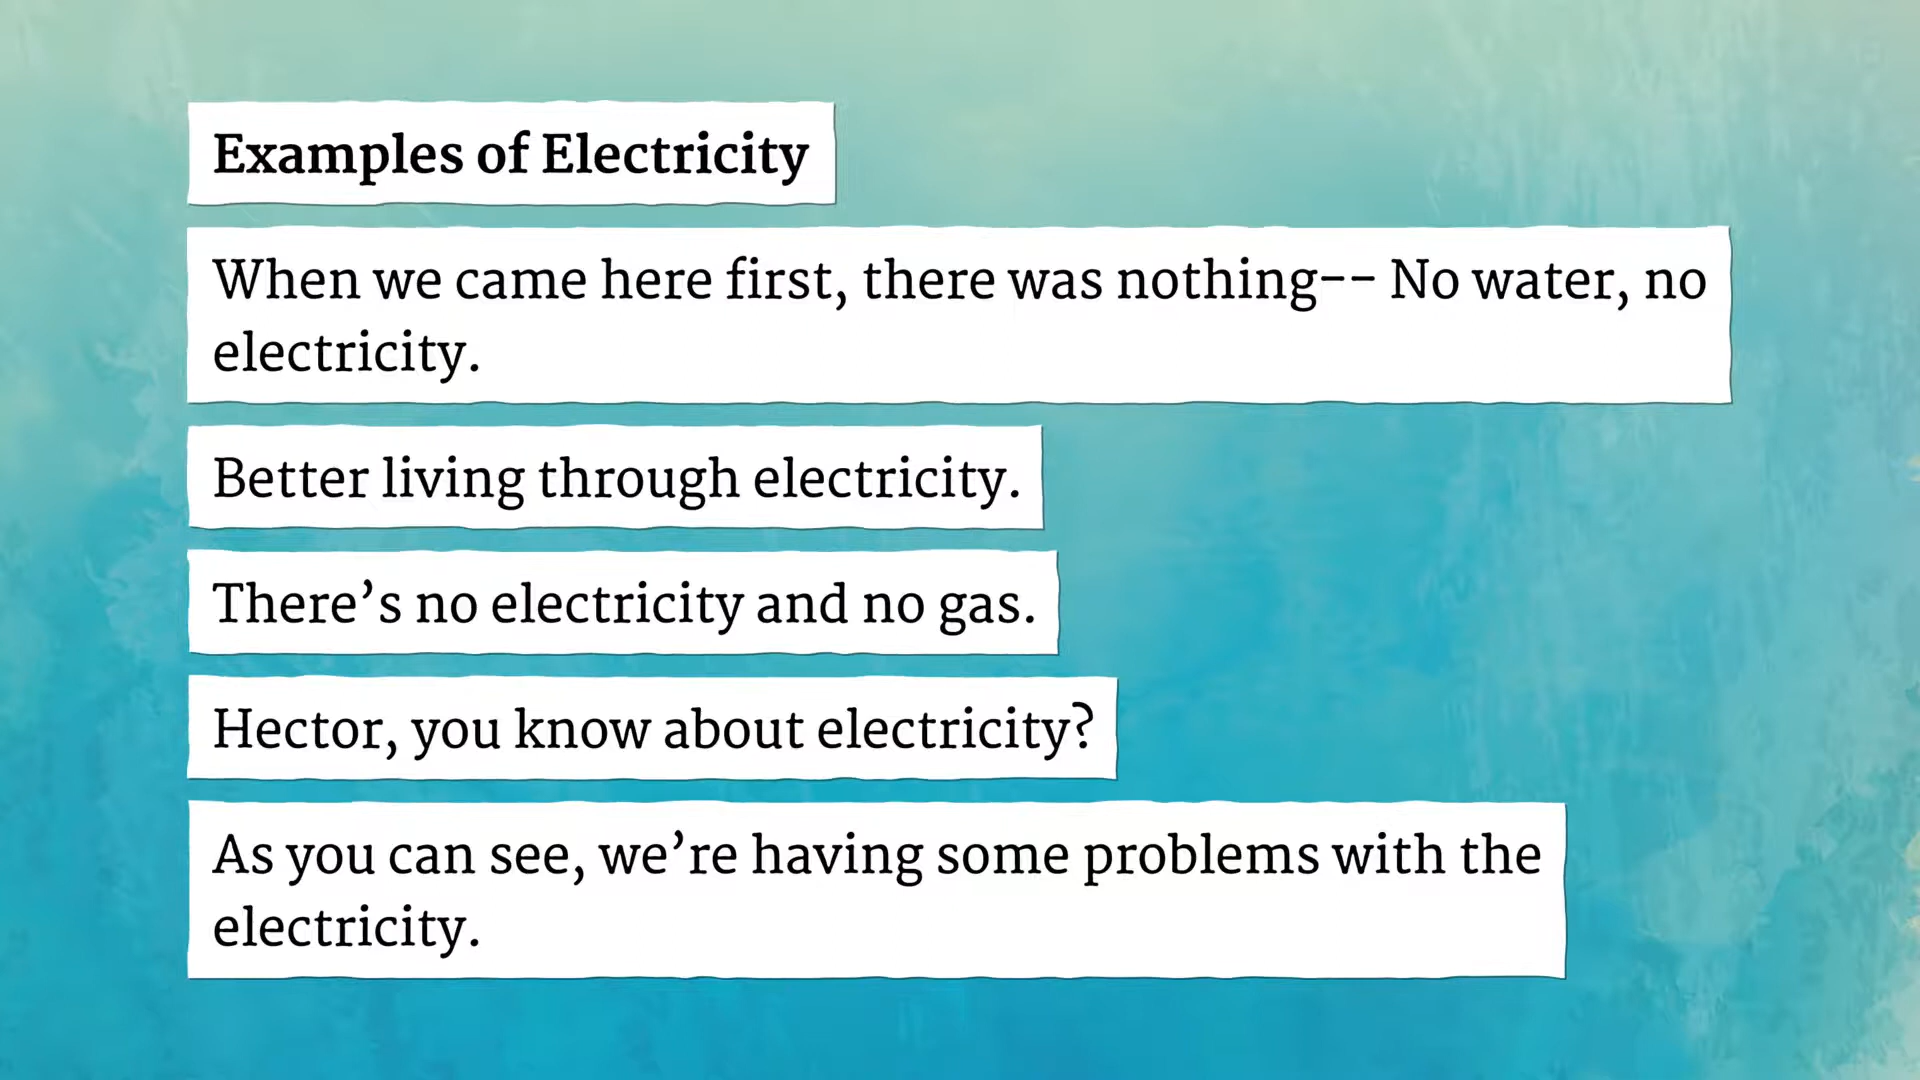 Examples of Electricity
When we came here first, there was nothing-- No water, no
electricity.
Better living through electricity.
There’s no electricity and no gas.
Hector, you know about electricity?
As you can see, we’re having some problems with the
electricity.